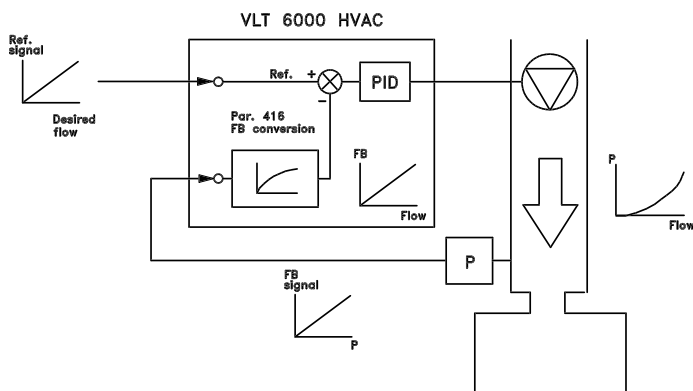 VLT 6000 HVAC
Ref.
signal
Desired
flow
Ref.
+
−
PID
Par. 416
FB conversion
FB
Flow
P
Flow
P
FB
signal
P